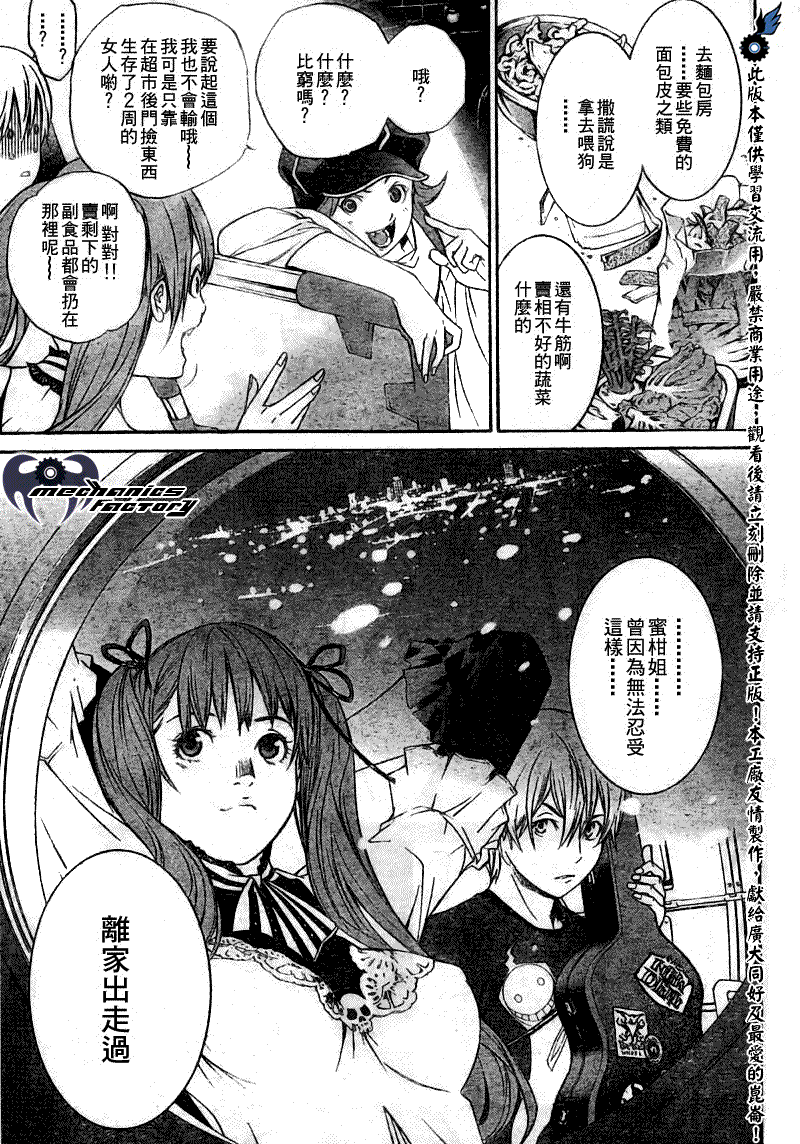 去麵包房
……要些免費的
面包皮之類
撒謊說是
拿去喂狗
……
還有牛筋啊
賣相不好的蔬菜
什麼的
哦?
什麼?
什麼?
比窮嗎?
要說起這個
我也不會輸哦~
我可是只靠
在超市後門撿東西
生存了2周的
女人喲?
……?
…?
啊 對對!!
賣剩下的
副食品都會扔在
那裡呢~
mechanics
Factory
………
蜜柑姐……
曾因為無法忍受
這樣……
離家出走過
此版本僅供學習交流用,嚴禁商業用途…觀看後請立刻刪除並請支持正版!本工廠友情製作,獻給廣大同好及最愛的崑崙!